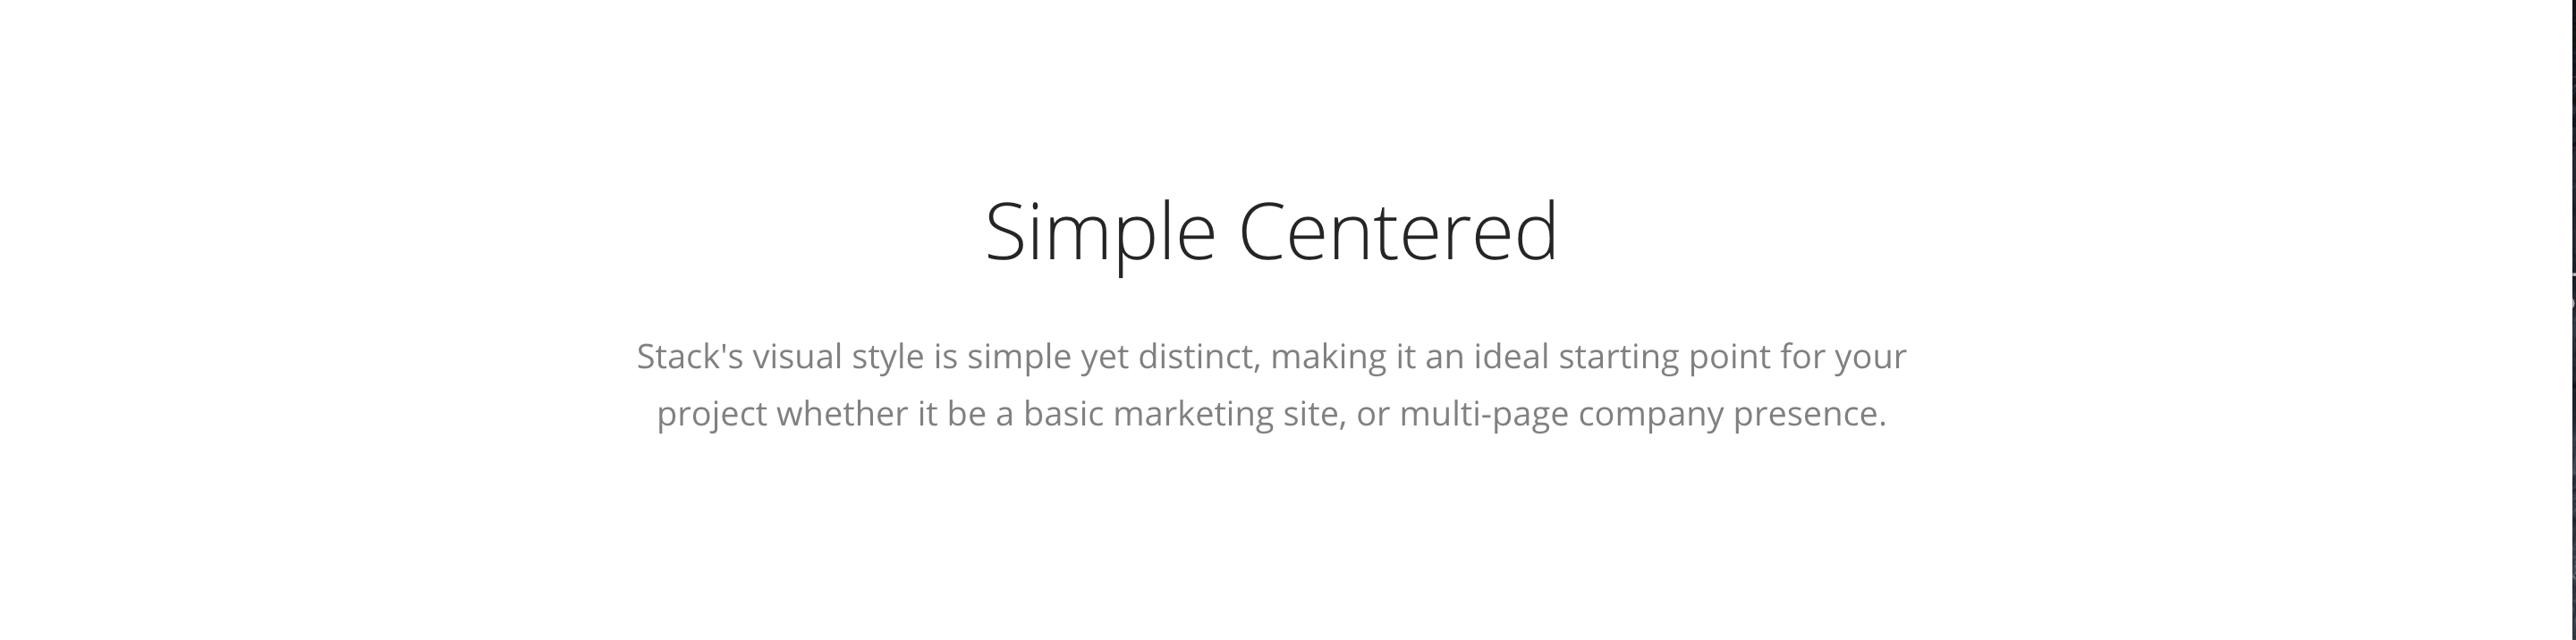 Simple Centered
Stack's visual style is simple yet distinct, making it an ideal starting point for your
project whether it be a basic marketing site, or multi-page company presence.